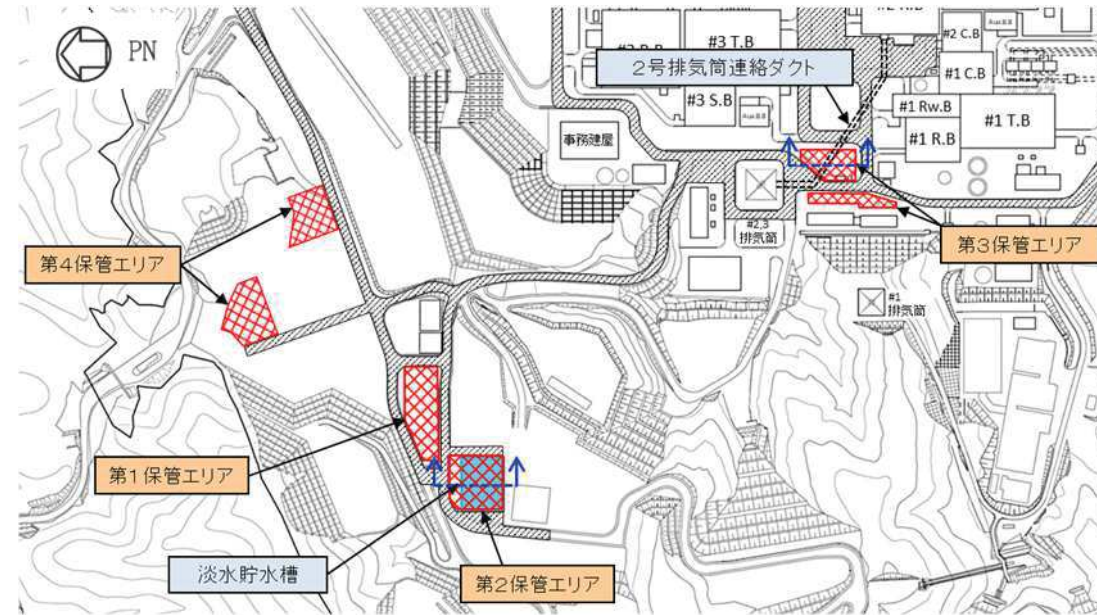 PN
#3 T.B
2号排気筒連絡ダクト
#3 S.B
Aux.B.B
#2 C.B
#1 C.B
#1 Rw.B
#1 R.B
#1 T.B
事務建屋
#2,3
排気筒
第3保管エリア
#1
排気筒
第4保管エリア
第1保管エリア
淡水貯水槽
第2保管エリア